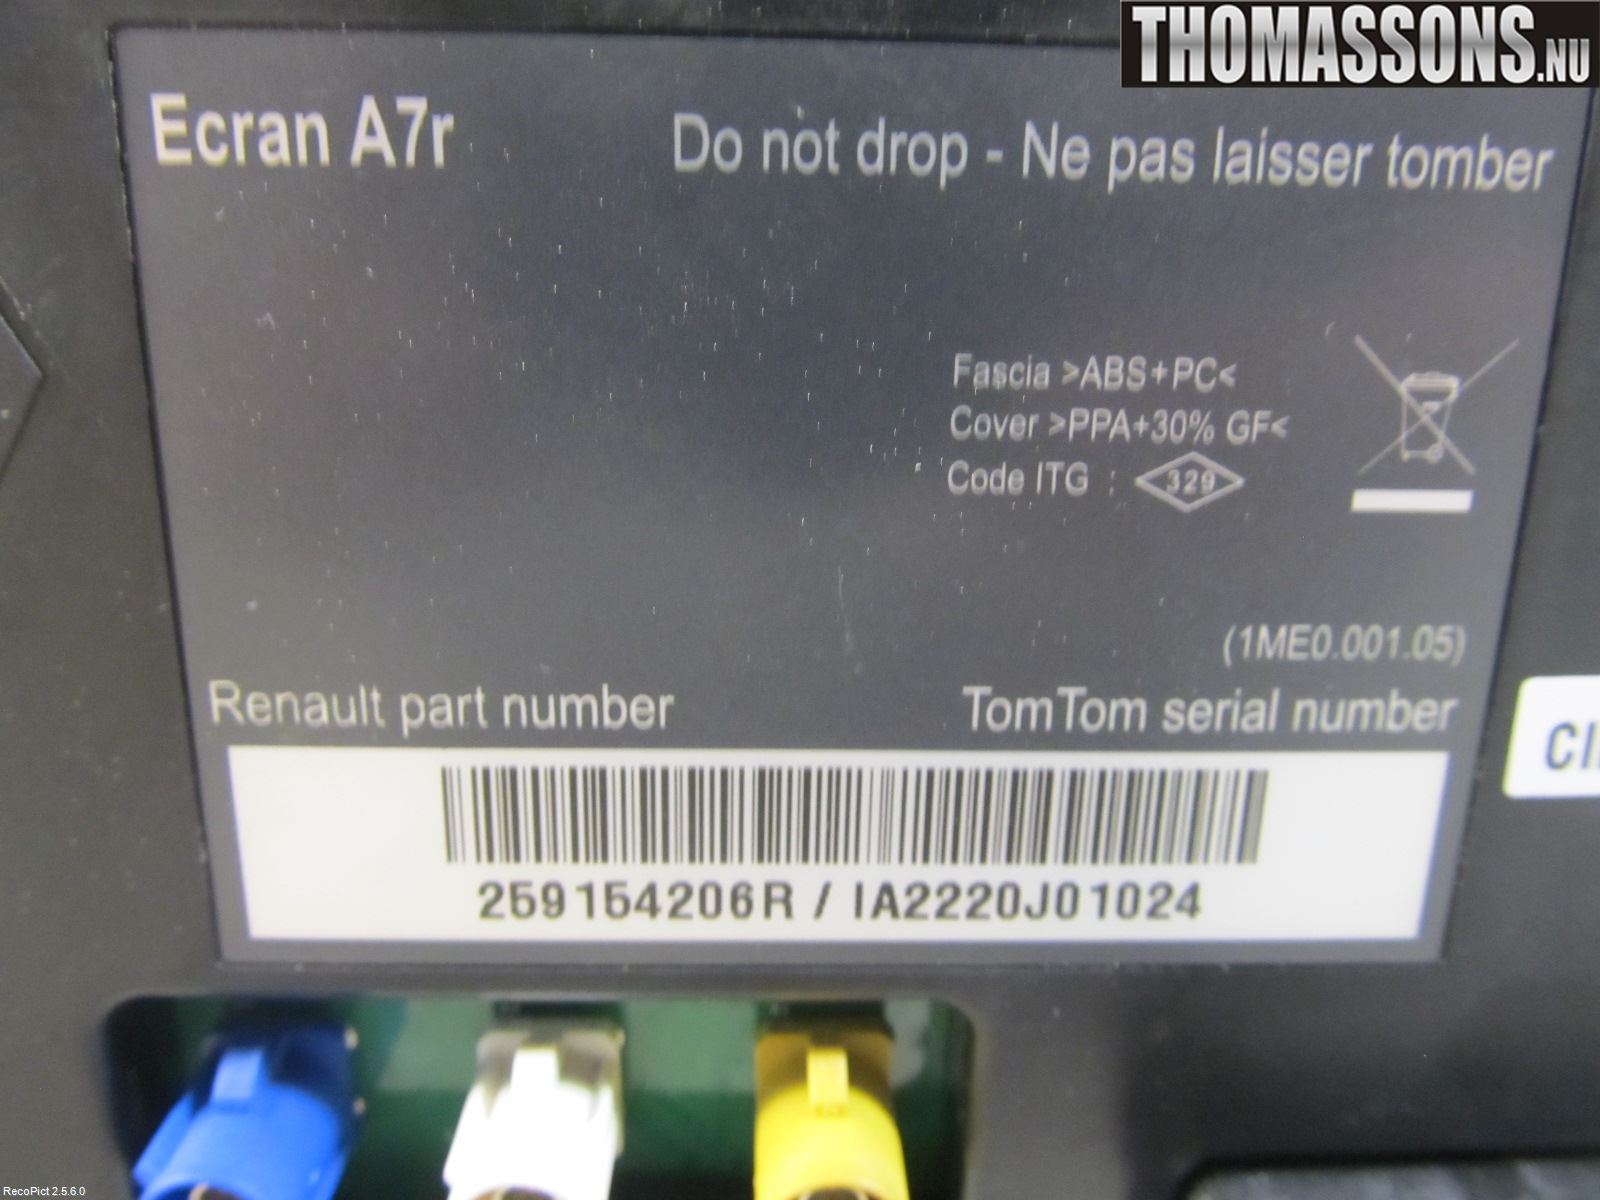 THOMASSONS.NU
Ecran A7r
Do not drop - Ne pas laisser tomber
Fascia >ABS+PC<
Cover >PPA+30% GF<
Code ITG : 329
(1ME0.001.05)
Renault part number
TomTom serial number
259154206R / IA2220J01024
RecoPict 2.5.6.0